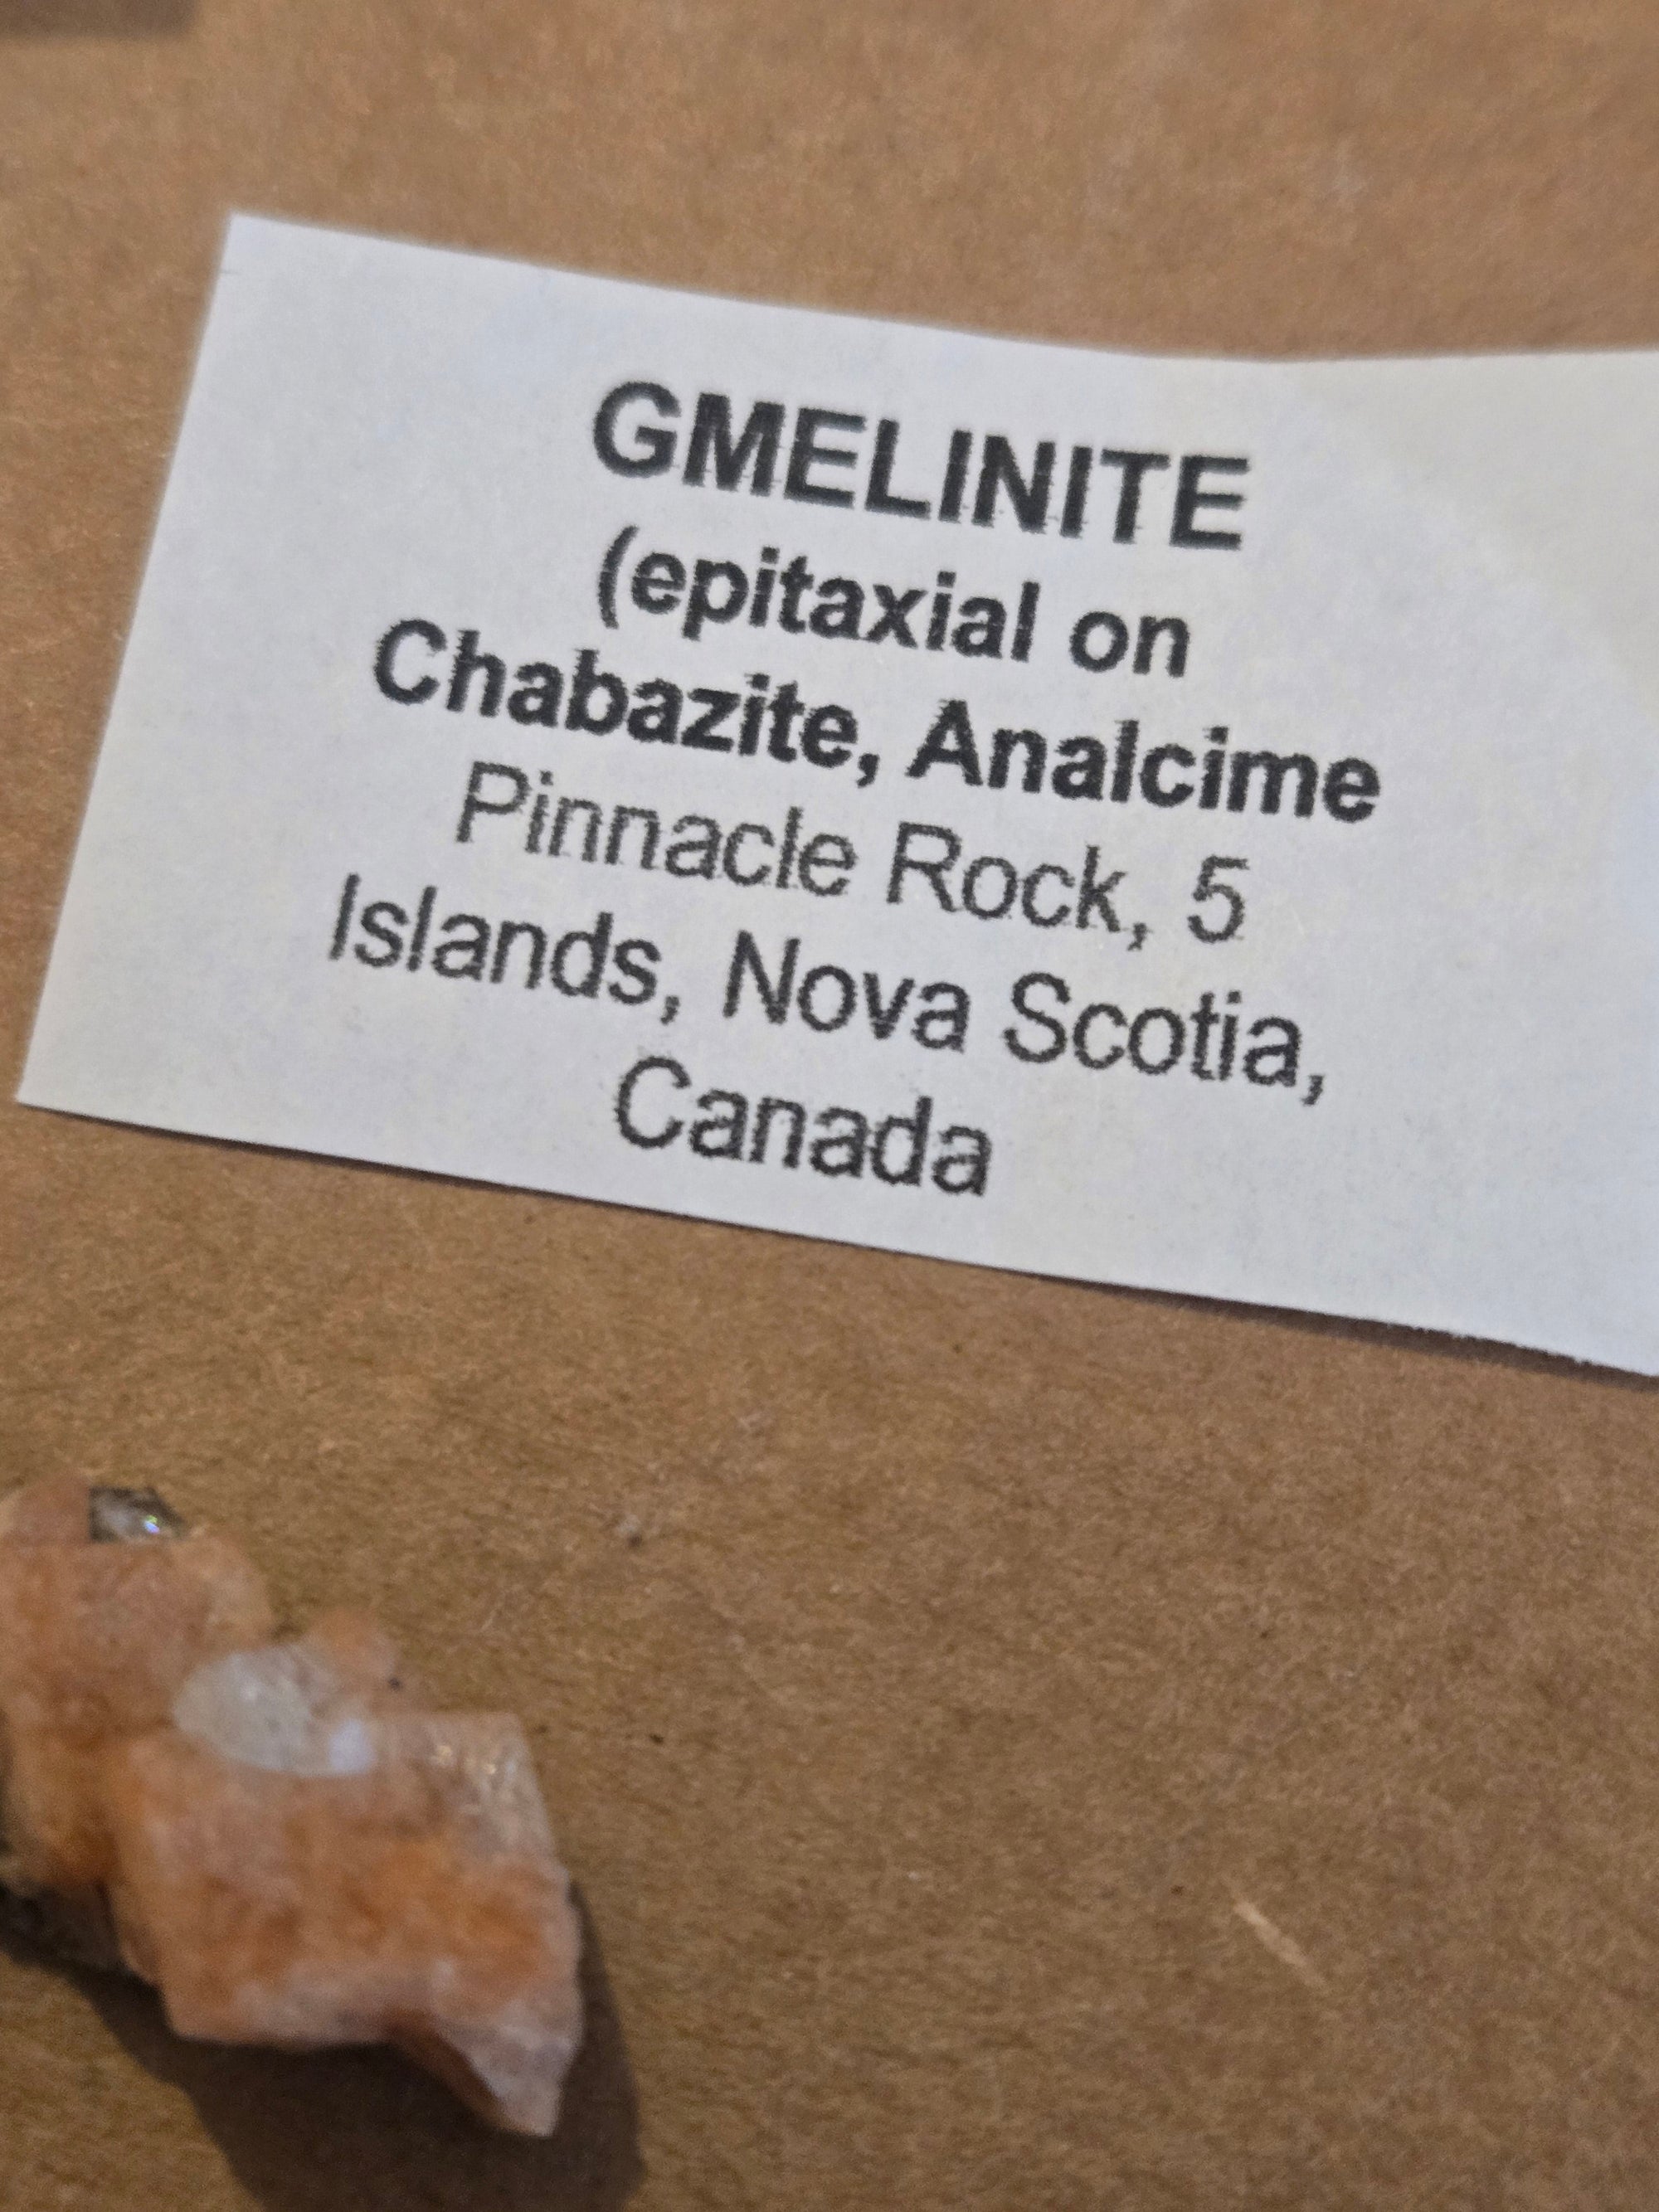 GMELINITE
(epitaxial on
Chabazite, Analcime
Pinnacle Rock, 5
Islands, Nova Scotia,
Canada